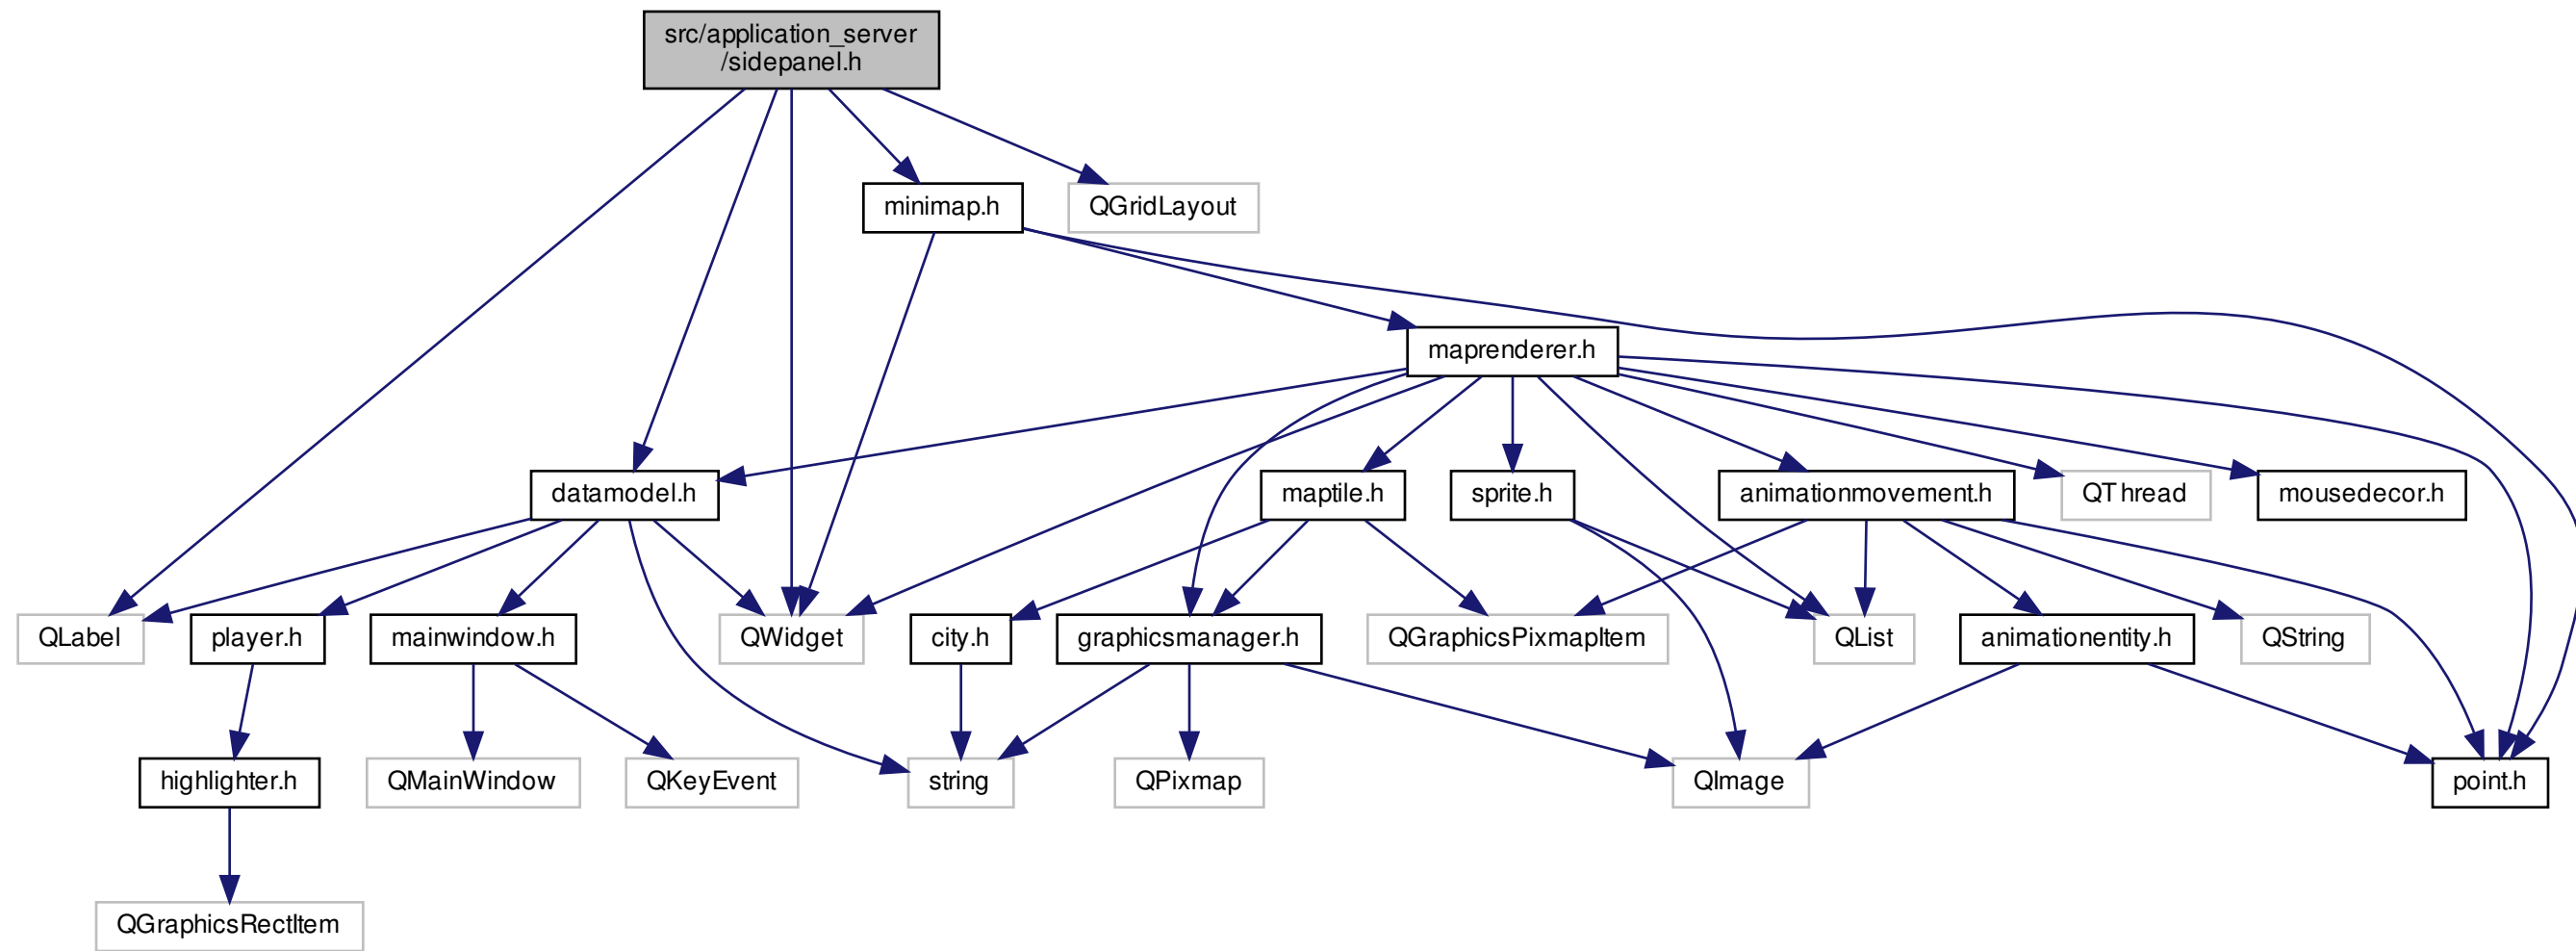 src/application_server
/sidepanel.h
minimap.h
QGridLayout
maprenderer.h
datamodel.h
maptile.h
sprite.h
animationmovement.h
QThread
mousedecor.h
QLabel
player.h
mainwindow.h
QWidget
city.h
graphicsmanager.h
QGraphicsPixmapItem
QList
animationentity.h
QString
highlighter.h
QMainWindow
QKeyEvent
string
QPixmap
QImage
point.h
QGraphicsRectItem